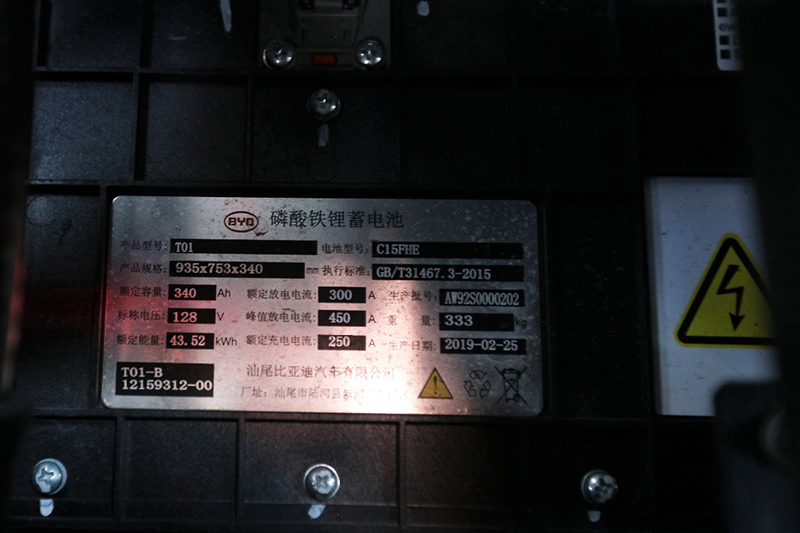 BYD 磷酸铁锂蓄电池
产品型号: T01 电池型号: C15FHE
产品规格: 935x753x340 mm 执行标准: GB/T31467.3-2015
额定容量: 340 Ah 额定放电电流: 300 A 生产批号: AW92S0000202
标称电压: 128 V 峰值放电电流: 450 A 重量: 333 kg
额定能量: 43.52 kWh 额定充电电流: 250 A 生产日期: 2019-02-25
T01-B
12159312-00
汕尾比亚迪汽车有限公司
厂址: 汕尾市陆河县新河